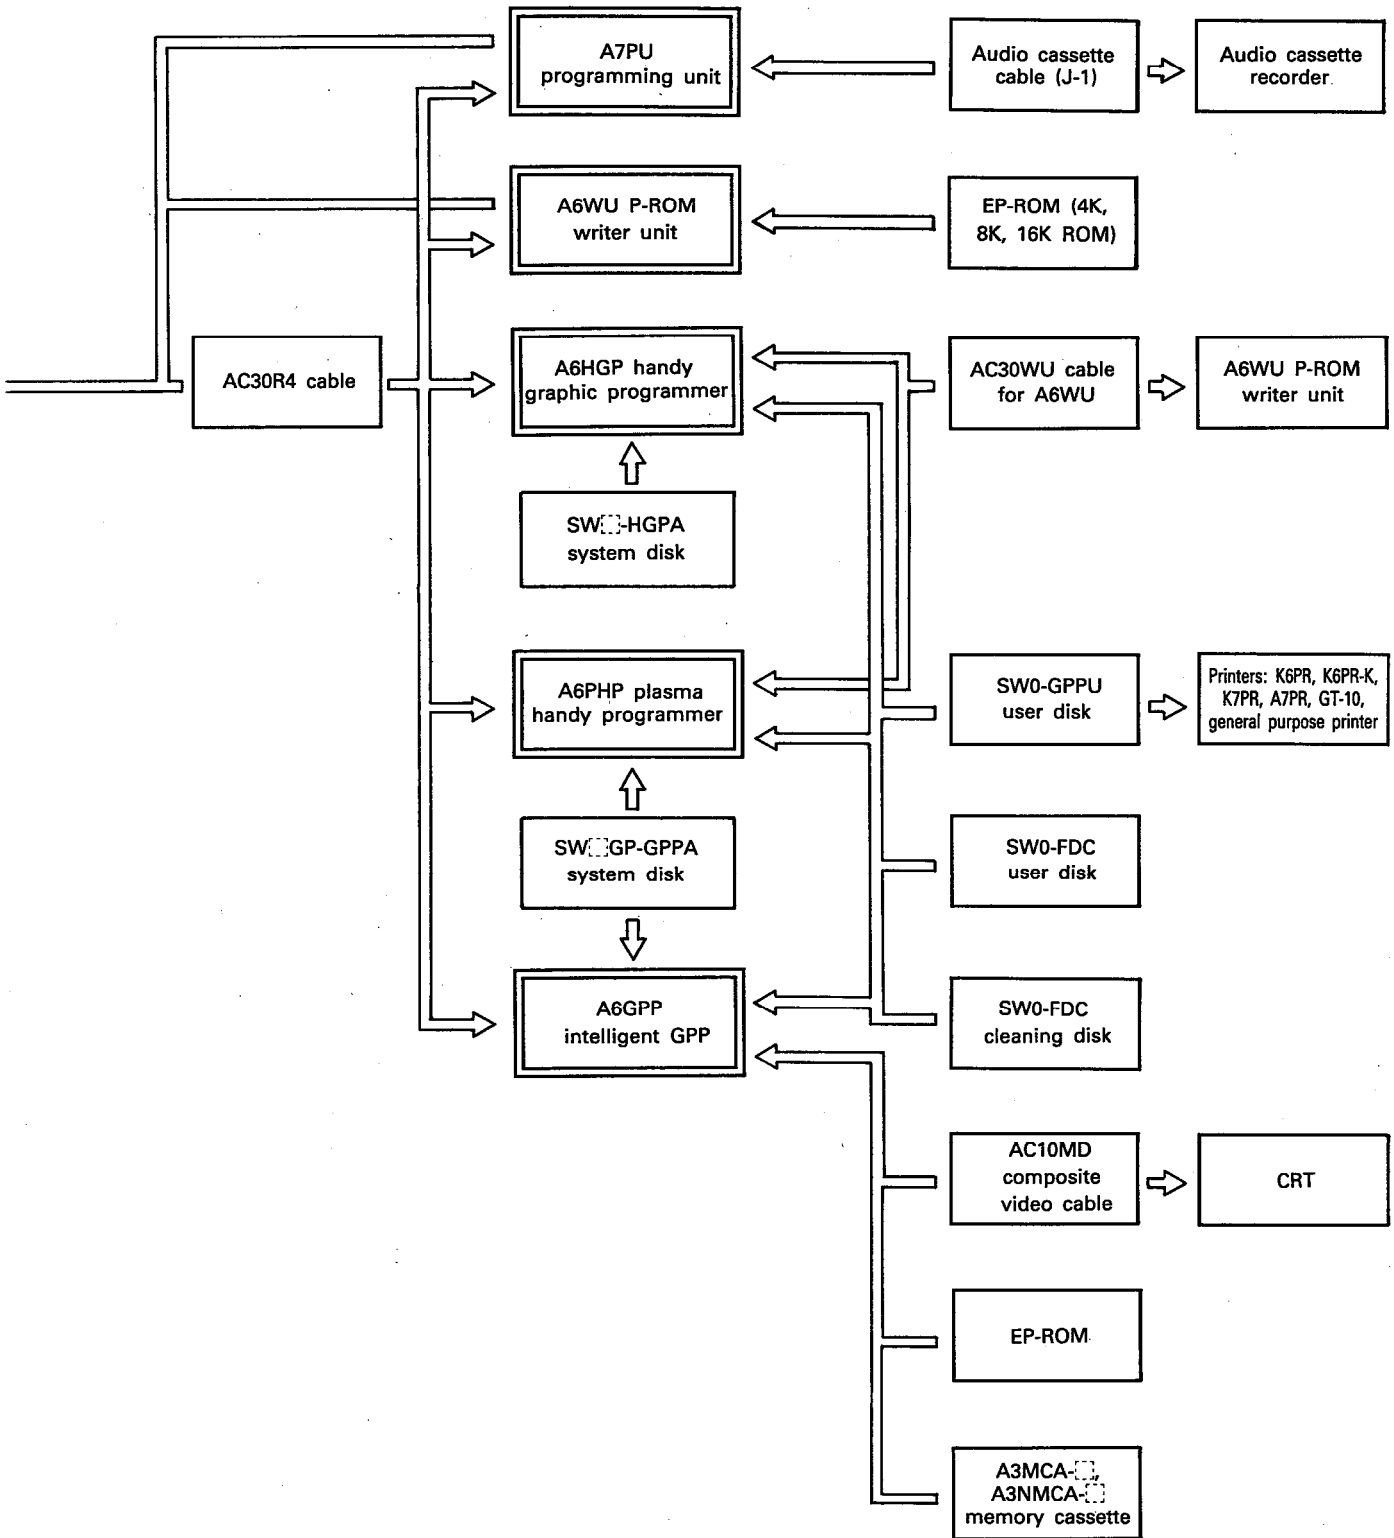 A7PU
programming unit
Audio cassette
cable (J-1)
Audio cassette
recorder
A6WU P-ROM
writer unit
EP-ROM (4K,
8K, 16K ROM)
AC30R4 cable
A6HGP handy
graphic programmer
AC30WU cable
for A6WU
A6WU P-ROM
writer unit
SW⬚-HGPA
system disk
A6PHP plasma
handy programmer
SW0-GPPU
user disk
Printers: K6PR, K6PR-K,
K7PR, A7PR, GT-10,
general purpose printer
SW⬚GP-GPPA
system disk
SW0-FDC
user disk
A6GPP
intelligent GPP
SW0-FDC
cleaning disk
AC10MD
composite
video cable
CRT
EP-ROM
A3MCA-⬚,
A3NMCA-⬚
memory cassette